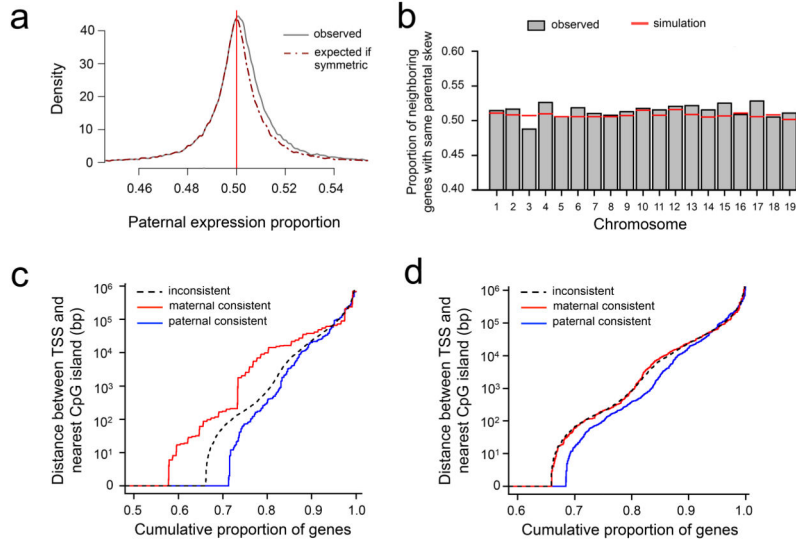 a
observed
expected if
symmetric
Density
40
30
20
10
0
0.46
0.48
0.50
0.52
0.54
Paternal expression proportion
b
observed
simulation
Proportion of neighboring
genes with same parental skew
0.60
0.55
0.50
0.45
0.40
1 2 3 4 5 6 7 8 9 10 11 12 13 14 15 16 17 18 19
Chromosome
c
inconsistent
maternal consistent
paternal consistent
Distance between TSS and
nearest CpG island (bp)
10⁶
10⁵
10⁴
10³
10²
10¹
0
0.5 0.6 0.7 0.8 0.9 1.0
Cumulative proportion of genes
d
inconsistent
maternal consistent
paternal consistent
Distance between TSS and
nearest CpG island (bp)
10⁶
10⁵
10⁴
10³
10²
10¹
0
0.6 0.7 0.8 0.9 1.0
Cumulative proportion of genes